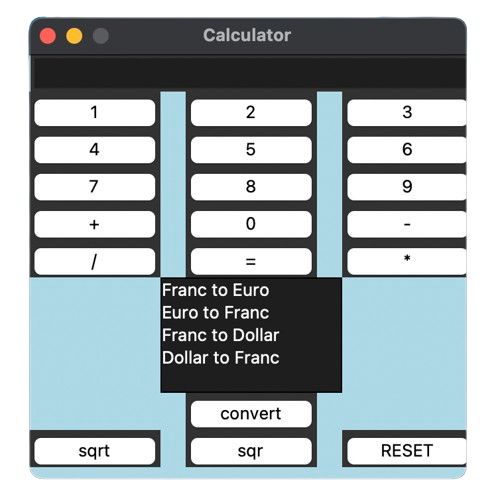 Calculator
1 2 3
4 5 6
7 8 9
+ 0 -
/ = *
Franc to Euro
Euro to Franc
Franc to Dollar
Dollar to Franc
convert
sqrt sqr RESET